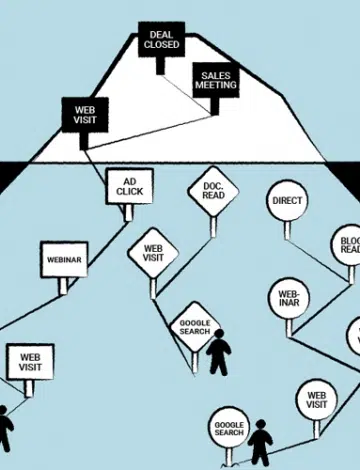 DEAL
CLOSED
SALES
MEETING
WEB
VISIT
AD
CLICK
DOC.
READ
DIRECT
WEB
VISIT
WEBINAR
BLOG
READ
WEB-
INAR
GOOGLE
SEARCH
WEB
VISIT
WEB
VISIT
GOOGLE
SEARCH